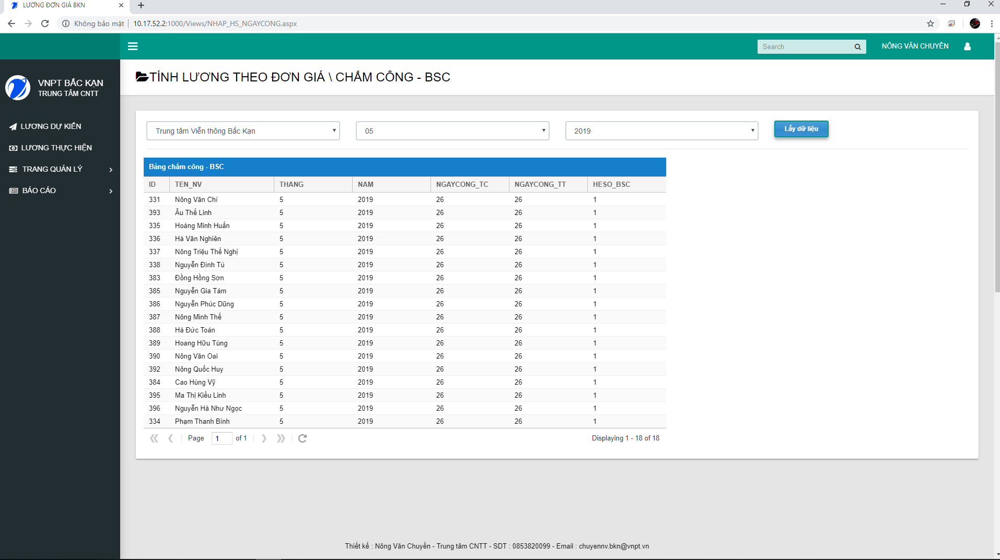 LƯƠNG ĐƠN GIÁ BKN
Không bảo mật
10.17.52.2:1000/Views/NHAP_HS_NGAYCONG.aspx
Search
NÔNG VĂN CHUYỀN
VNPT BẮC KẠN
TRUNG TÂM CNTT
LƯƠNG DỰ KIẾN
LƯƠNG THỰC HIỆN
TRANG QUẢN LÝ
BÁO CÁO
TÍNH LƯƠNG THEO ĐƠN GIÁ \ CHẤM CÔNG - BSC
Trung tâm Viễn thông Bắc Kạn
05
2019
Lấy dữ liệu
Bảng chấm công - BSC
ID TEN_NV THANG NAM NGAYCONG_TC NGAYCONG_TT HESO_BSC
331 Nông Văn Chí 5 2019 26 26 1
393 Âu Thế Linh 5 2019 26 26 1
335 Hoàng Minh Huấn 5 2019 26 26 1
336 Hà Văn Nghiên 5 2019 26 26 1
337 Nông Triệu Thế Nghị 5 2019 26 26 1
338 Nguyễn Đình Tú 5 2019 26 26 1
383 Đồng Hồng Sơn 5 2019 26 26 1
385 Nguyễn Gia Tám 5 2019 26 26 1
386 Nguyễn Phúc Dũng 5 2019 26 26 1
387 Nông Minh Thế 5 2019 26 26 1
388 Hà Đức Toán 5 2019 26 26 1
389 Hoang Hữu Tùng 5 2019 26 26 1
390 Nông Văn Oai 5 2019 26 26 1
392 Nông Quốc Huy 5 2019 26 26 1
384 Cao Hùng Vỹ 5 2019 26 26 1
395 Ma Thị Kiều Linh 5 2019 26 26 1
396 Nguyễn Hà Như Ngọc 5 2019 26 26 1
334 Phạm Thanh Bình 5 2019 26 26 1
Page 1 of 1
Displaying 1 - 18 of 18
Thiết kế : Nông Văn Chuyền - Trung tâm CNTT - SDT : 0853820099 - Email : chuyennv.bkn@vnpt.vn